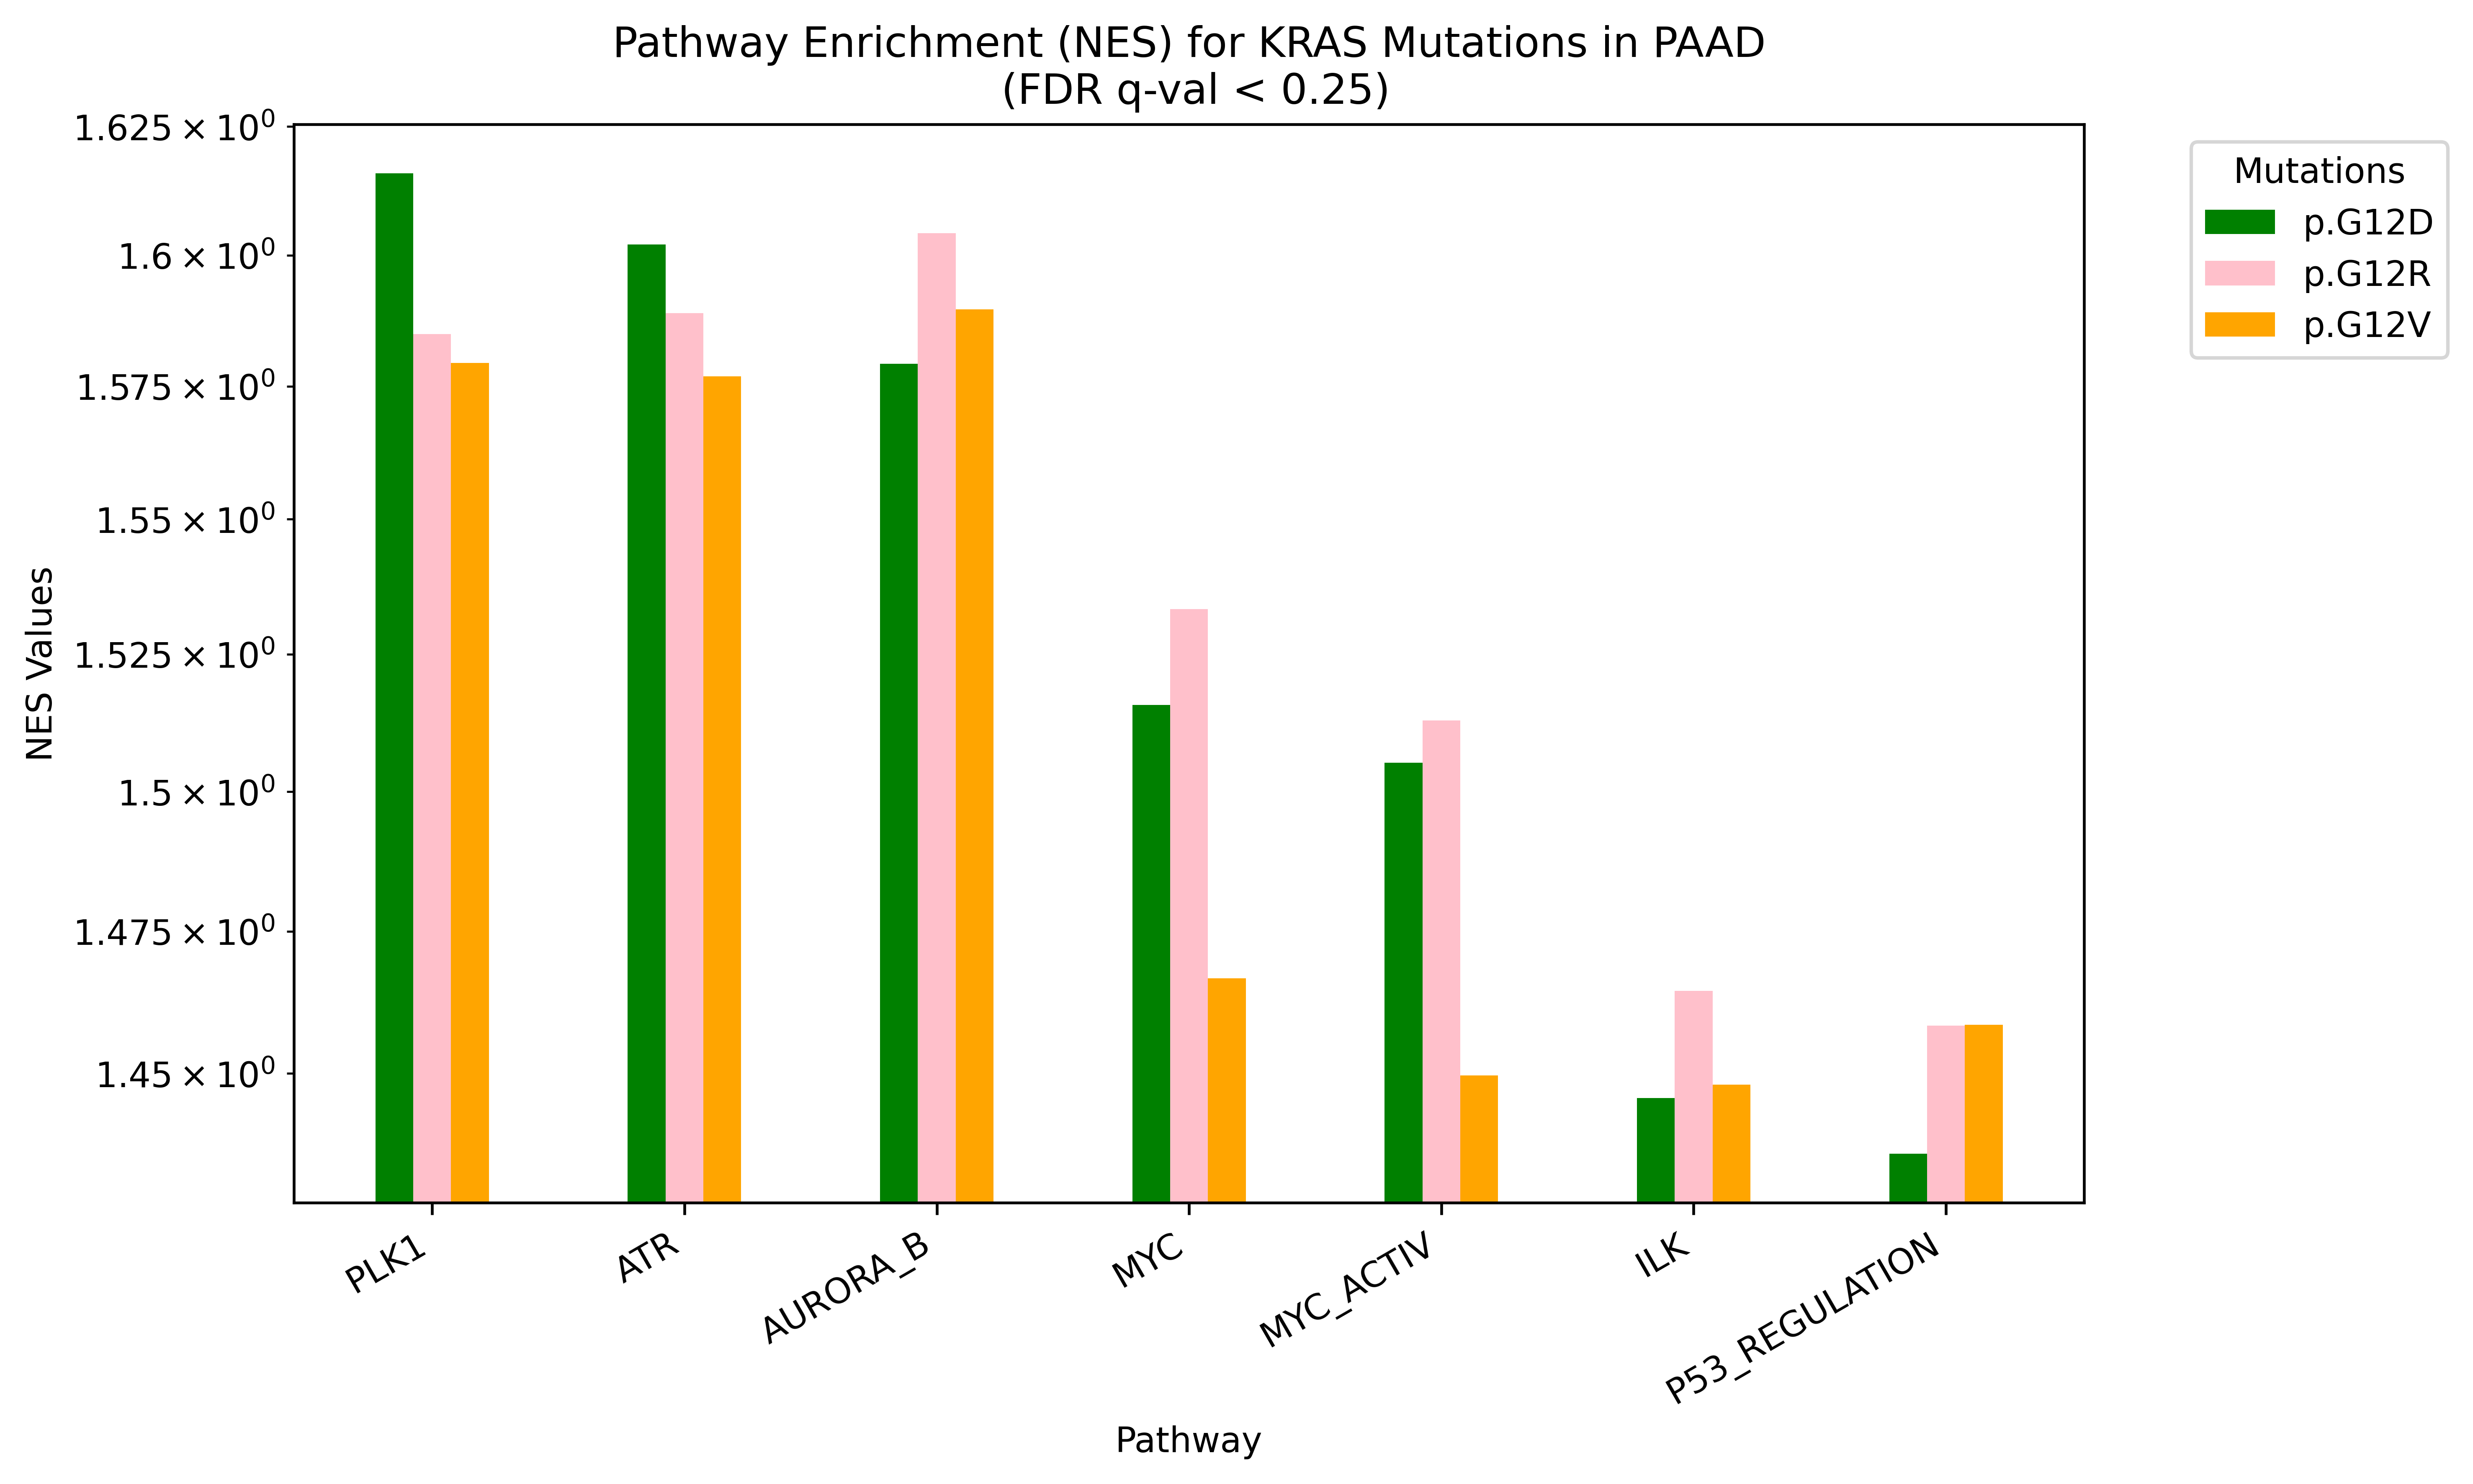 Pathway Enrichment (NES) for KRAS Mutations in PAAD
(FDR q-val < 0.25)
1.625 × 10⁰
1.6 × 10⁰
1.575 × 10⁰
1.55 × 10⁰
1.525 × 10⁰
1.5 × 10⁰
1.475 × 10⁰
1.45 × 10⁰
NES Values
PLK1
ATR
AURORA_B
MYC
MYC_ACTIV
ILK
P53_REGULATION
Pathway
Mutations
p.G12D
p.G12R
p.G12V